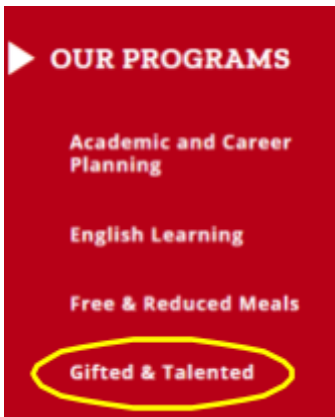 OUR PROGRAMS
Academic and Career
Planning
English Learning
Free & Reduced Meals
Gifted & Talented